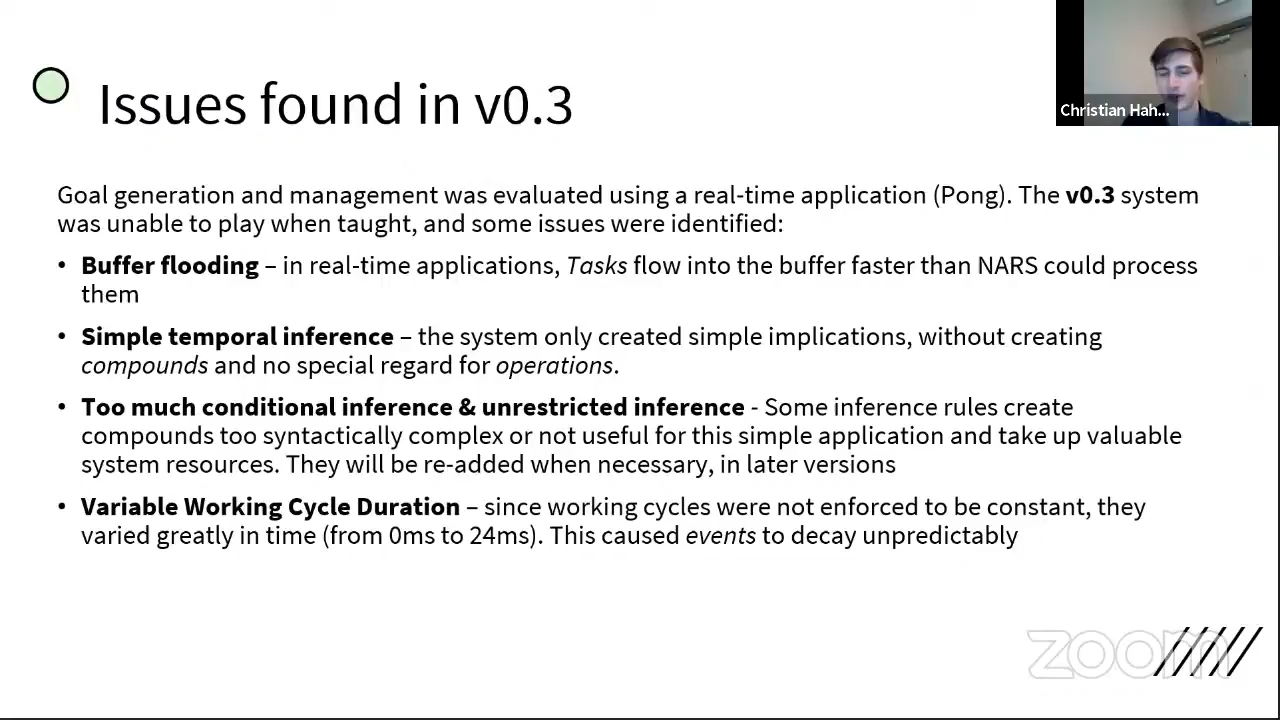 Issues found in v0.3
Christian Hah...
Goal generation and management was evaluated using a real-time application (Pong). The v0.3 system
was unable to play when taught, and some issues were identified:
• Buffer flooding – in real-time applications, Tasks flow into the buffer faster than NARS could process
them
• Simple temporal inference – the system only created simple implications, without creating
compounds and no special regard for operations.
• Too much conditional inference & unrestricted inference - Some inference rules create
compounds too syntactically complex or not useful for this simple application and take up valuable
system resources. They will be re-added when necessary, in later versions
• Variable Working Cycle Duration – since working cycles were not enforced to be constant, they
varied greatly in time (from 0ms to 24ms). This caused events to decay unpredictably
zoom